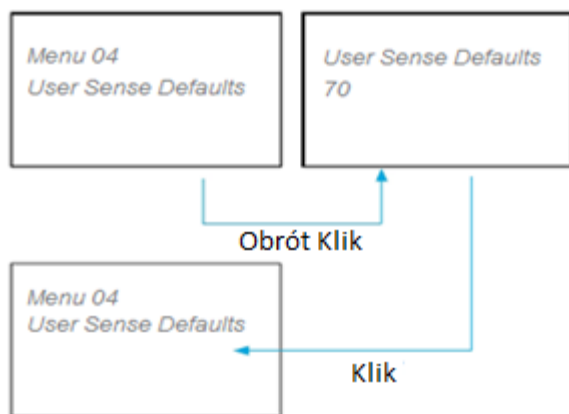 Menu 04
User Sense Defaults
User Sense Defaults
70
Obrót Klik
Menu 04
User Sense Defaults
Klik